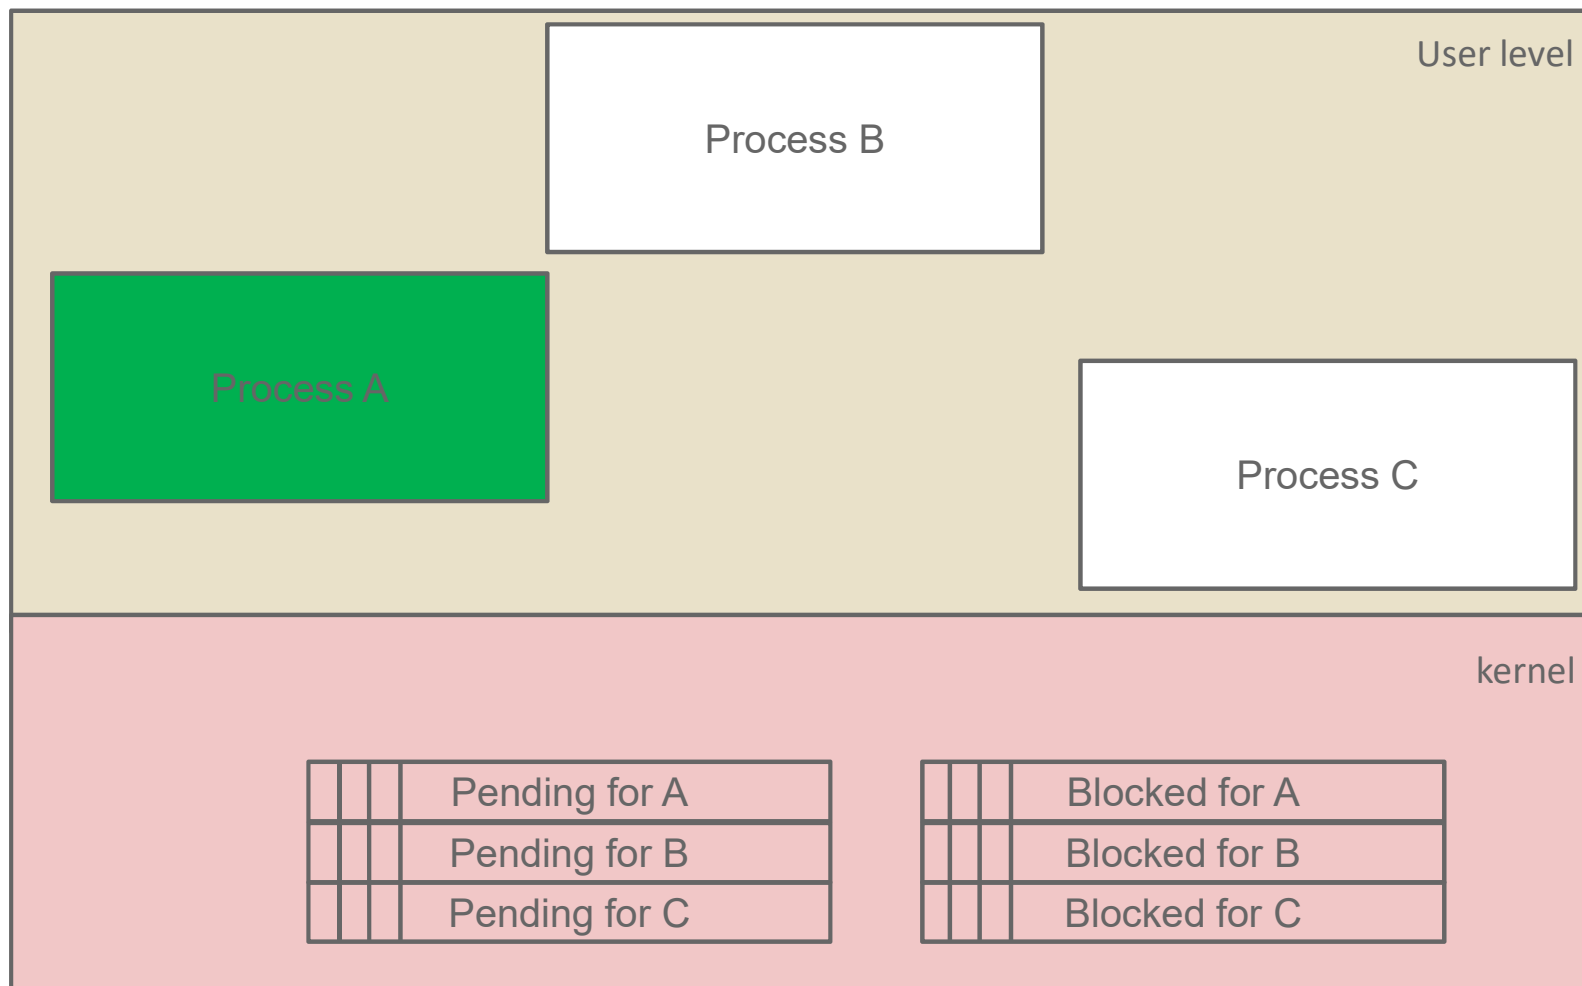 User level
Process B
Process A
Process C
kernel
Pending for A
Blocked for A
Pending for B
Blocked for B
Pending for C
Blocked for C